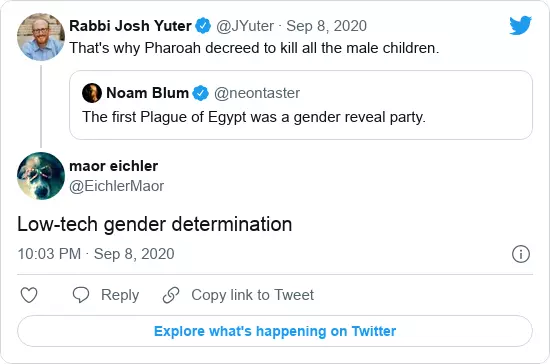 Rabbi Josh Yuter @JYuter · Sep 8, 2020
That's why Pharoah decreed to kill all the male children.
Noam Blum @neontaster
The first Plague of Egypt was a gender reveal party.
maor eichler
@EichlerMaor
Low-tech gender determination
10:03 PM · Sep 8, 2020
Reply Copy link to Tweet
Explore what's happening on Twitter